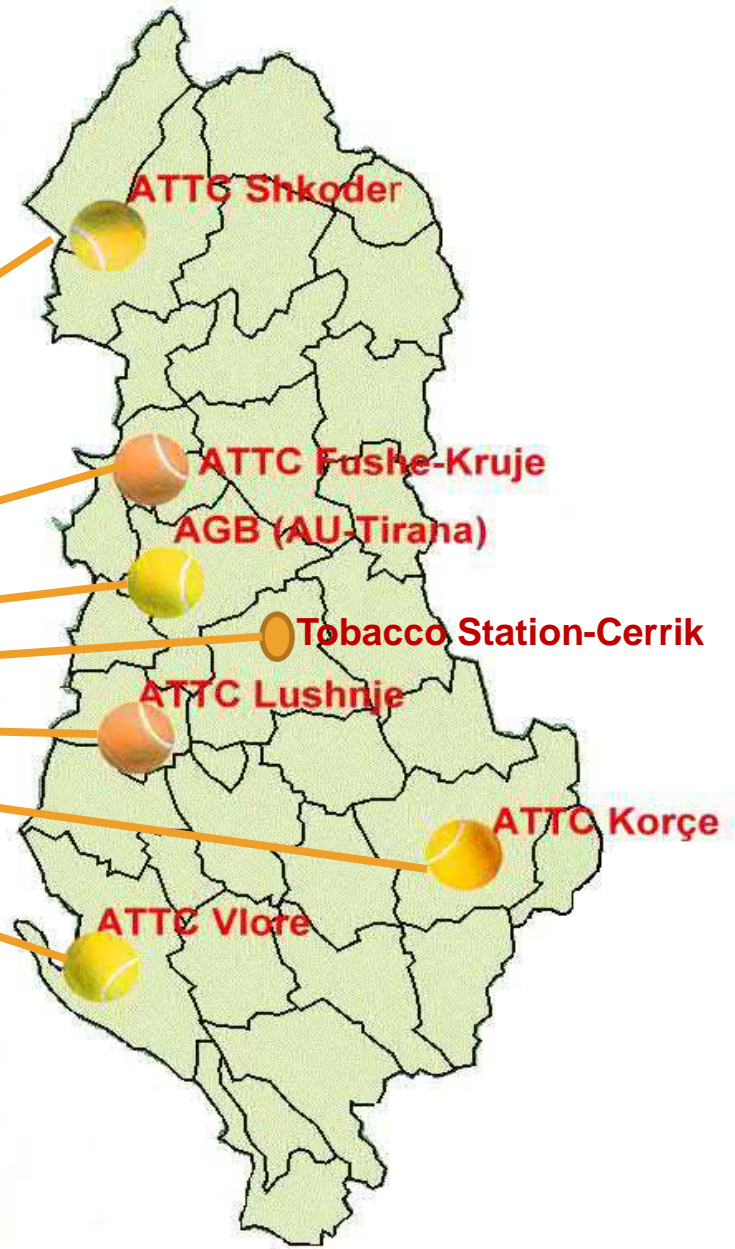 ATTC Shkoder
ATTC Fushe-Kruje
AGB (AU-Tirana)
Tobacco Station-Cerrik
ATTC Lushnje
ATTC Korçe
ATTC Vlore